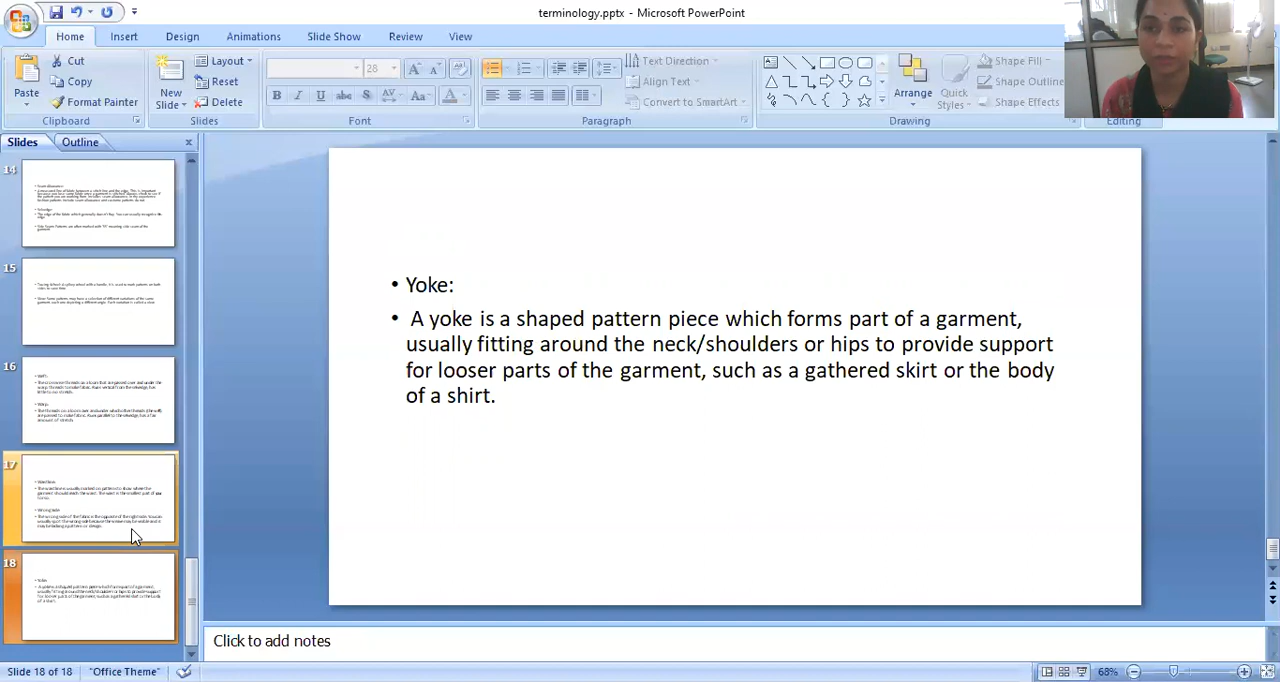 terminology.pptx - Microsoft PowerPoint
Home Insert Design Animations Slide Show Review View
Paste
Cut
Copy
Format Painter
Clipboard
New
Slide
Layout
Reset
Delete
Slides
28
B I U abc S AV Aa A
Font
Text Direction
Align Text
Convert to SmartArt
Paragraph
Arrange
Quick
Styles
Shape Fill
Shape Outline
Shape Effects
Drawing
Editing
Slides Outline
14
15
16
17
18
• Yoke:
• A yoke is a shaped pattern piece which forms part of a garment,
usually fitting around the neck/shoulders or hips to provide support
for looser parts of the garment, such as a gathered skirt or the body
of a shirt.
Click to add notes
Slide 18 of 18 "Office Theme" 68%